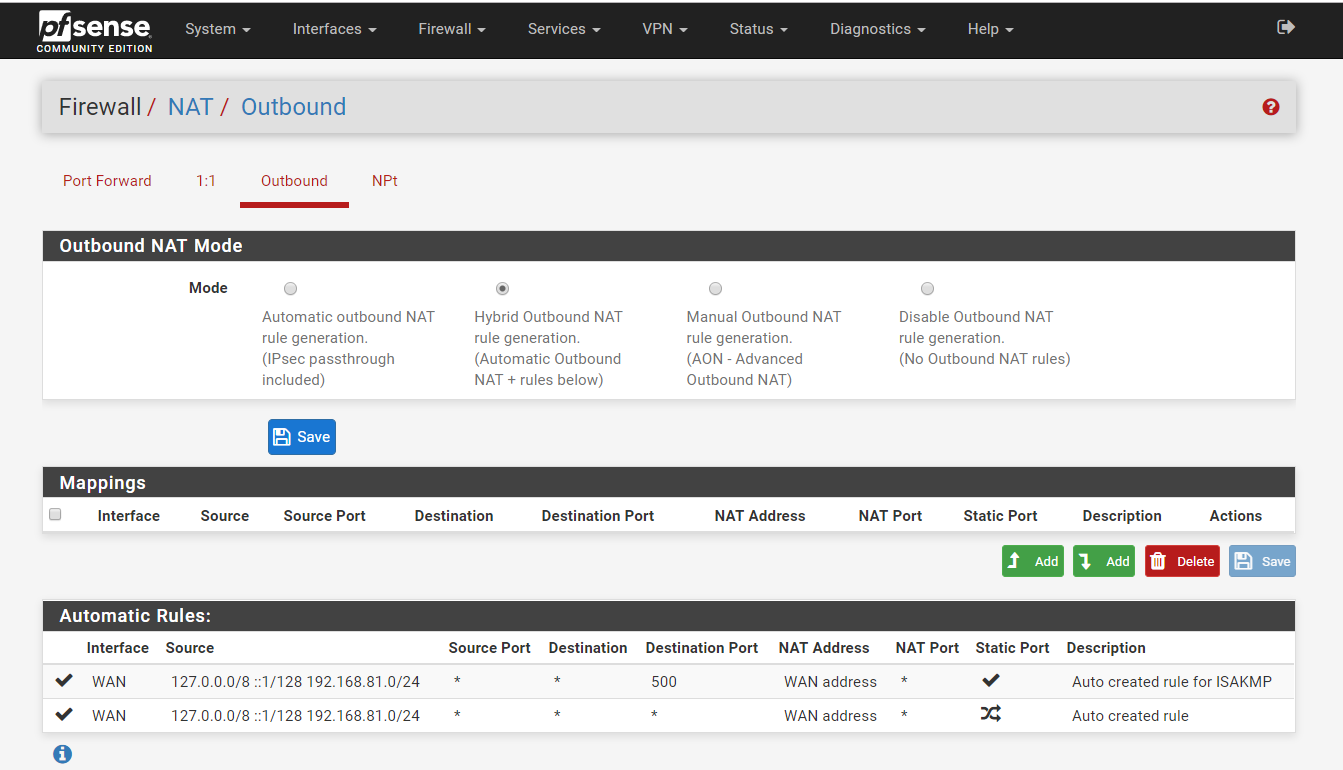 pfsense
COMMUNITY EDITION
System Interfaces Firewall Services VPN Status Diagnostics Help
Firewall / NAT / Outbound
Port Forward 1:1 Outbound NPt
Outbound NAT Mode
Mode
Automatic outbound NAT
rule generation.
(IPsec passthrough
included)
Hybrid Outbound NAT
rule generation.
(Automatic Outbound
NAT + rules below)
Manual Outbound NAT
rule generation.
(AON - Advanced
Outbound NAT)
Disable Outbound NAT
rule generation.
(No Outbound NAT rules)
Save
Mappings
Interface Source Source Port Destination Destination Port NAT Address NAT Port Static Port Description Actions
Add Add Delete Save
Automatic Rules:
Interface Source Source Port Destination Destination Port NAT Address NAT Port Static Port Description
WAN 127.0.0.0/8 ::1/128 192.168.81.0/24 * * 500 WAN address * Auto created rule for ISAKMP
WAN 127.0.0.0/8 ::1/128 192.168.81.0/24 * * * WAN address * Auto created rule